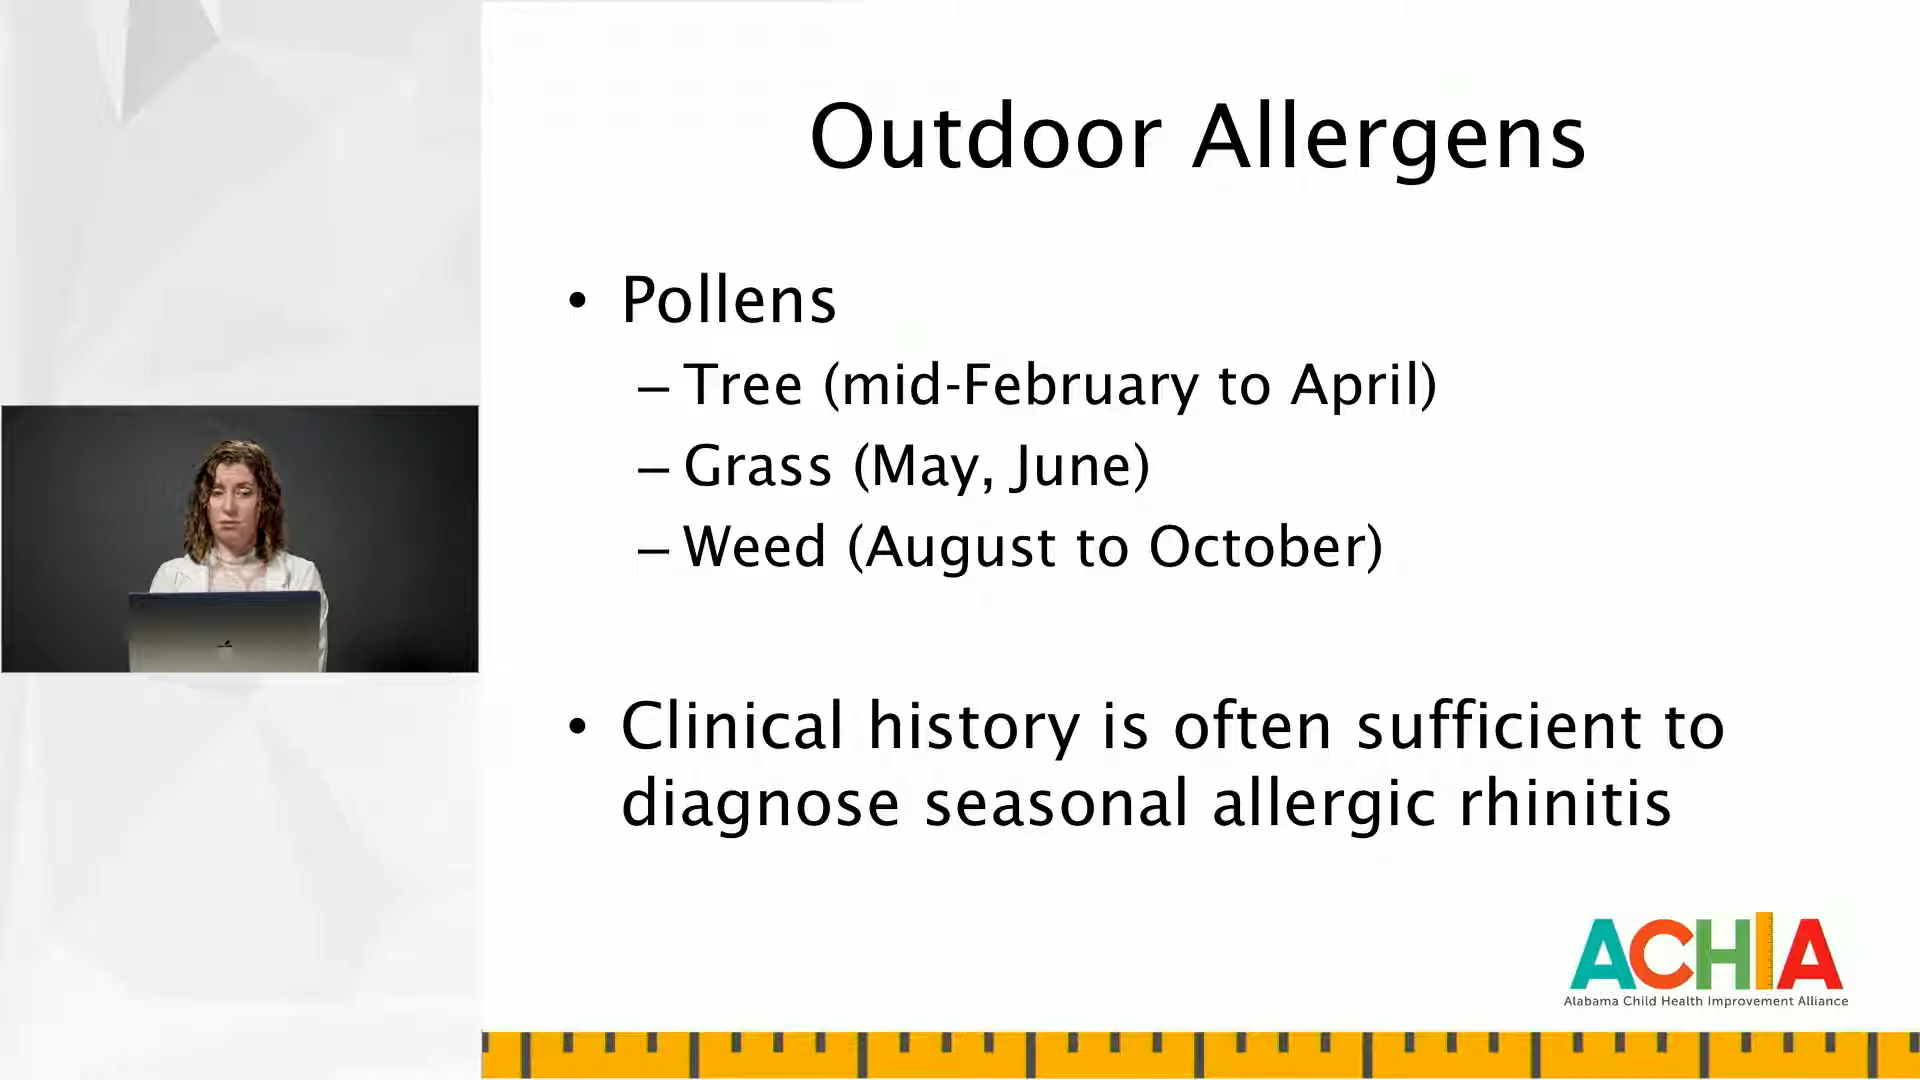 Outdoor Allergens
• Pollens
– Tree (mid-February to April)
– Grass (May, June)
– Weed (August to October)
• Clinical history is often sufficient to
diagnose seasonal allergic rhinitis
ACHIA
Alabama Child Health Improvement Alliance